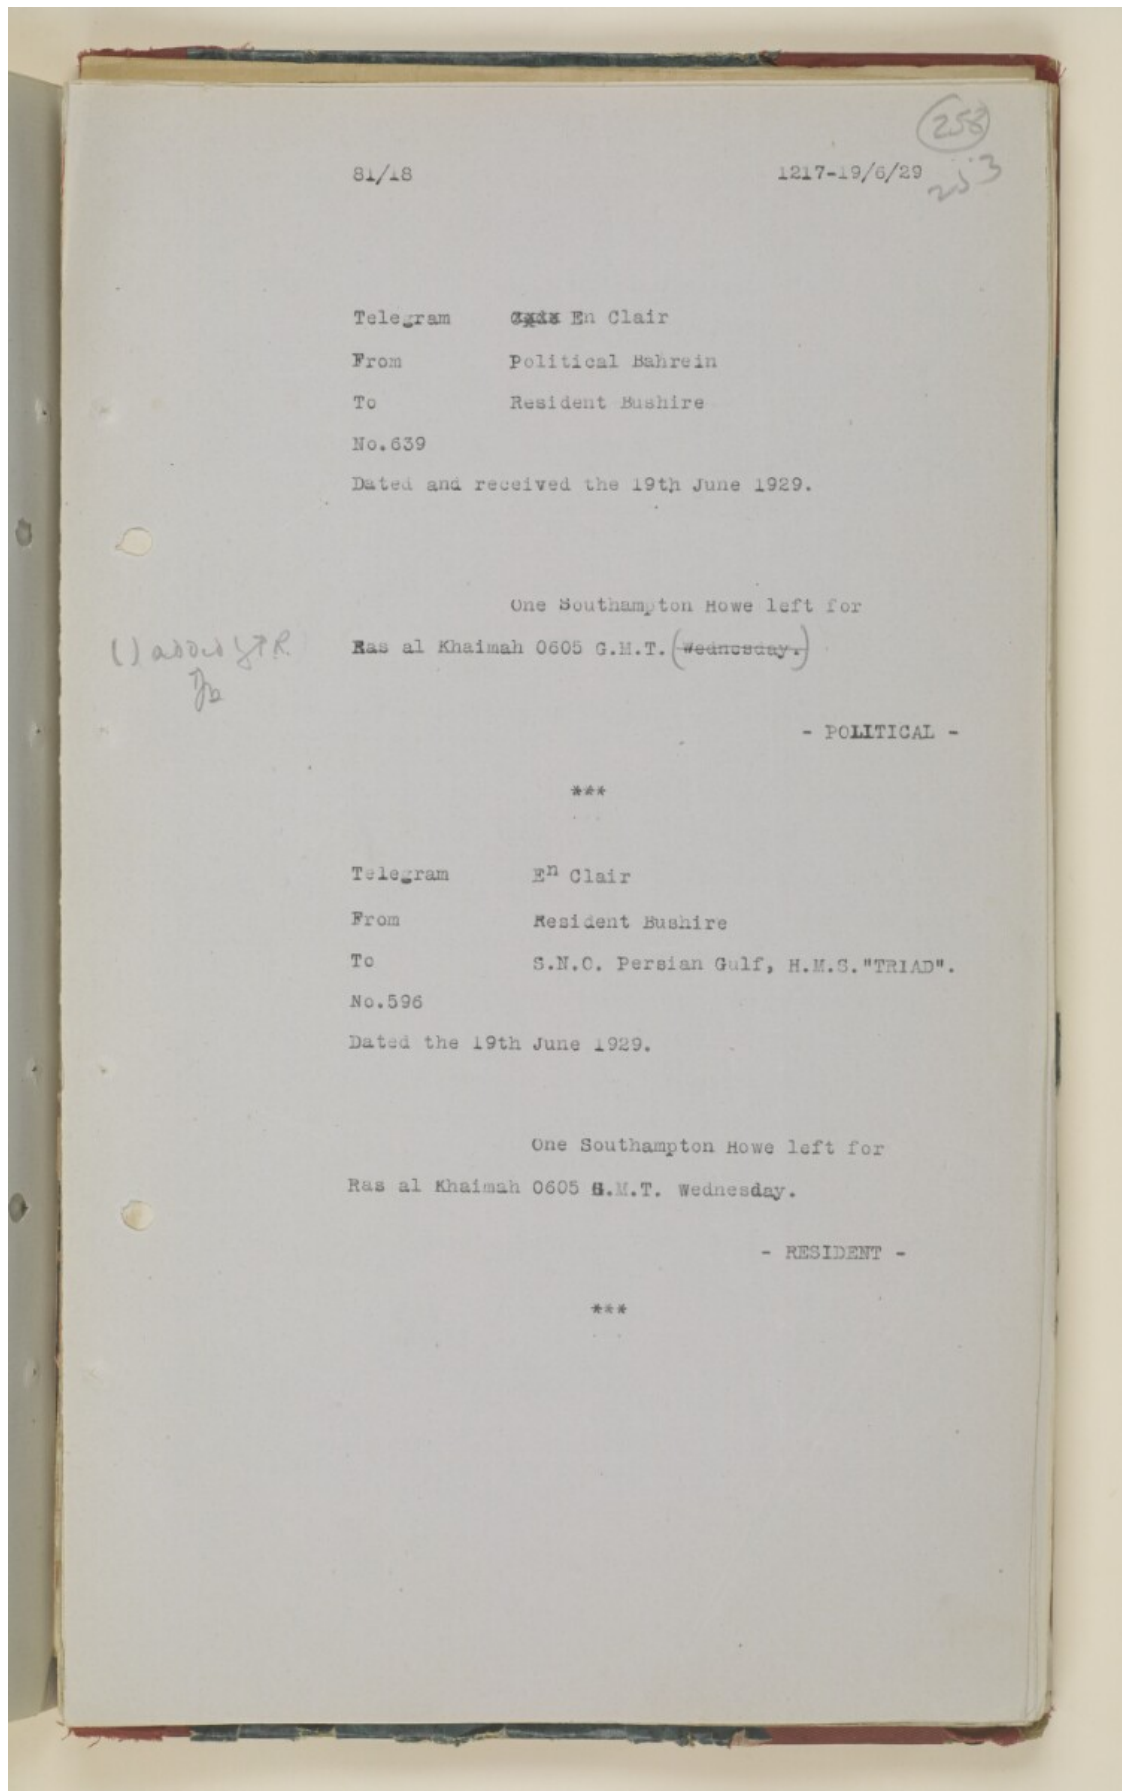 258
253
81/18 1217-19/6/29
Telegram En Clair
From Political Bahrein
To Resident Bushire
No.639
Dated and received the 19th June 1929.
One Southampton Howe left for
Ras al Khaimah 0605 G.M.T. (Wednesday.)
() added by P.R.
- POLITICAL -
***
Telegram En Clair
From Resident Bushire
To S.N.O. Persian Gulf, H.M.S."TRIAD".
No.596
Dated the 19th June 1929.
One Southampton Howe left for
Ras al Khaimah 0605 G.M.T. Wednesday.
- RESIDENT -
***